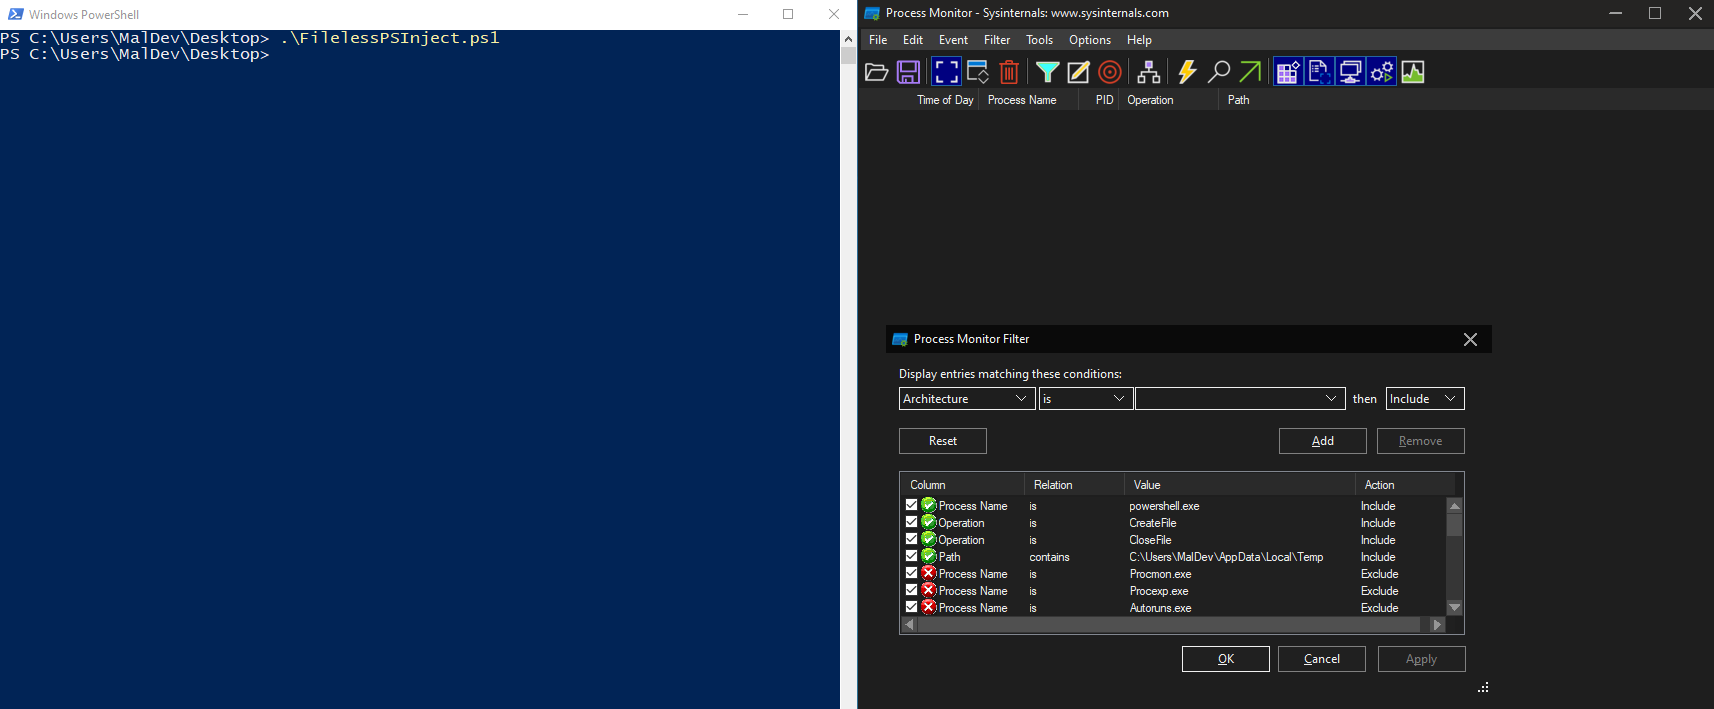 Windows PowerShell
PS C:\Users\MalDev\Desktop> .\FilelessPSInject.ps1
PS C:\Users\MalDev\Desktop>
Process Monitor - Sysinternals: www.sysinternals.com
File Edit Event Filter Tools Options Help
Time of Day Process Name PID Operation Path
Process Monitor Filter
Display entries matching these conditions:
Architecture is then Include
Reset Add Remove
Column Relation Value Action
Process Name is powershell.exe Include
Operation is CreateFile Include
Operation is CloseFile Include
Path contains C:\Users\MalDev\AppData\Local\Temp Include
Process Name is Procmon.exe Exclude
Process Name is Procexp.exe Exclude
Process Name is Autoruns.exe Exclude
OK Cancel Apply